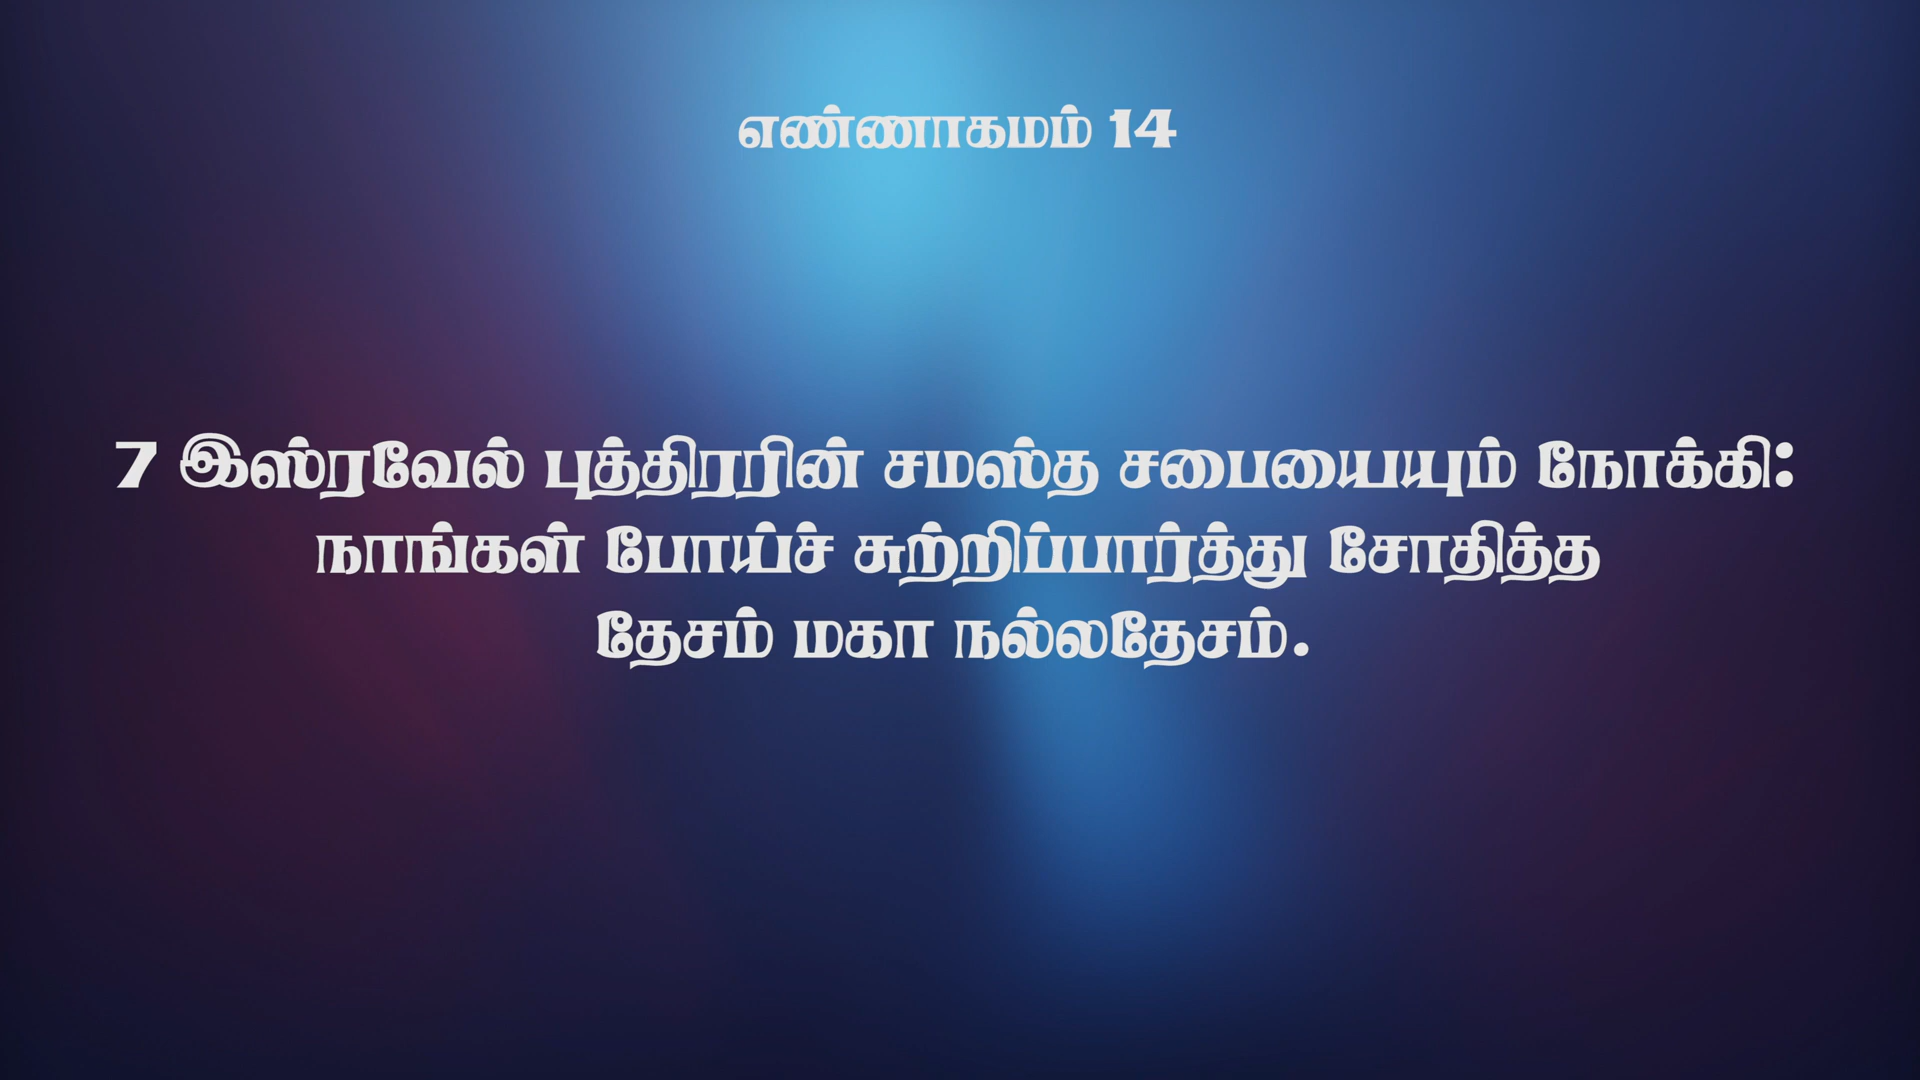 எண்ணாகமம் 14
7 இஸ்ரவேல் புத்திரரின் சமஸ்த சபையையும் நோக்கி:
நாங்கள் போய்ச் சுற்றிப்பார்த்து சோதித்த
தேசம் மகா நல்லதேசம்.